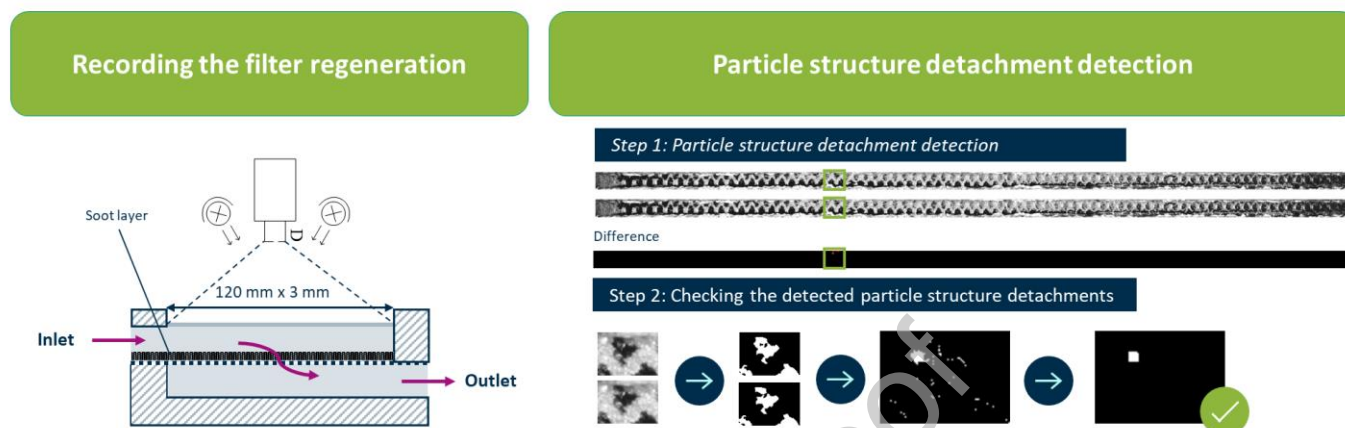 Recording the filter regeneration
Particle structure detachment detection
Soot layer
D
120 mm x 3 mm
Inlet
Outlet
Step 1: Particle structure detachment detection
Difference
Step 2: Checking the detected particle structure detachments
of